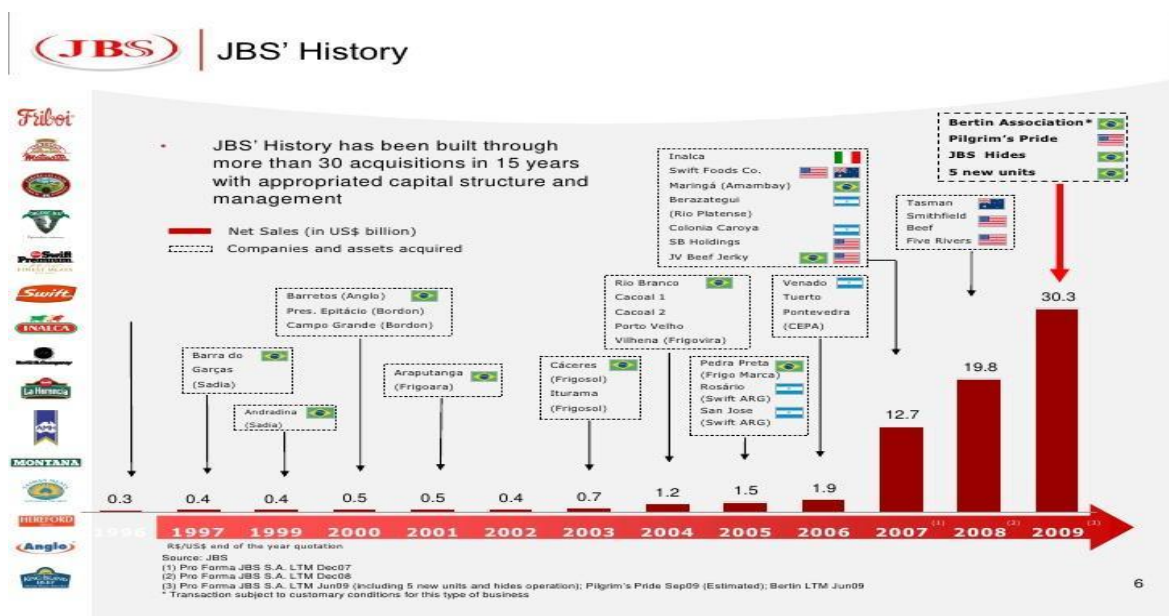 JBS
JBS' History
Friboi
Swift
INALCA
La Herencia
MONTANA
HEREFORD
Anglo
• JBS' History has been built through
more than 30 acquisitions in 15 years
with appropriated capital structure and
management
Net Sales (in US$ billion)
Companies and assets acquired
Barra do
Garças
(Sadia)
Andradina
(Sadia)
Barretos (Anglo)
Pres. Epitácio (Bordon)
Campo Grande (Bordon)
Araputanga
(Frigoara)
Cáceres
(Frigosol)
Iturama
(Frigosol)
Rio Branco
Cacoal 1
Cacoal 2
Porto Velho
Vilhena (Frigovira)
Pedra Preta
(Frigo Marca)
Rosário
(Swift ARG)
San Jose
(Swift ARG)
Venado
Tuerto
Pontevedra
(CEPA)
Inalca
Swift Foods Co.
Maringá (Amambay)
Berazategui
(Rio Platense)
Colonia Caroya
SB Holdings
JV Beef Jerky
Tasman
Smithfield
Beef
Five Rivers
Bertin Association*
Pilgrim's Pride
JBS Hides
5 new units
0.3 0.4 0.4 0.5 0.5 0.4 0.7 1.2 1.5 1.9 12.7 19.8 30.3
1996 1997 1999 2000 2001 2002 2003 2004 2005 2006 2007 (1) 2008 (2) 2009 (3)
R$/US$ end of the year quotation
Source: JBS
(1) Pro Forma JBS S.A. LTM Dec07
(2) Pro Forma JBS S.A. LTM Dec08
(3) Pro Forma JBS S.A. LTM Jun09 (including 5 new units and hides operation); Pilgrim's Pride Sep09 (Estimated); Bertin LTM Jun09
* Transaction subject to customary conditions for this type of business
6